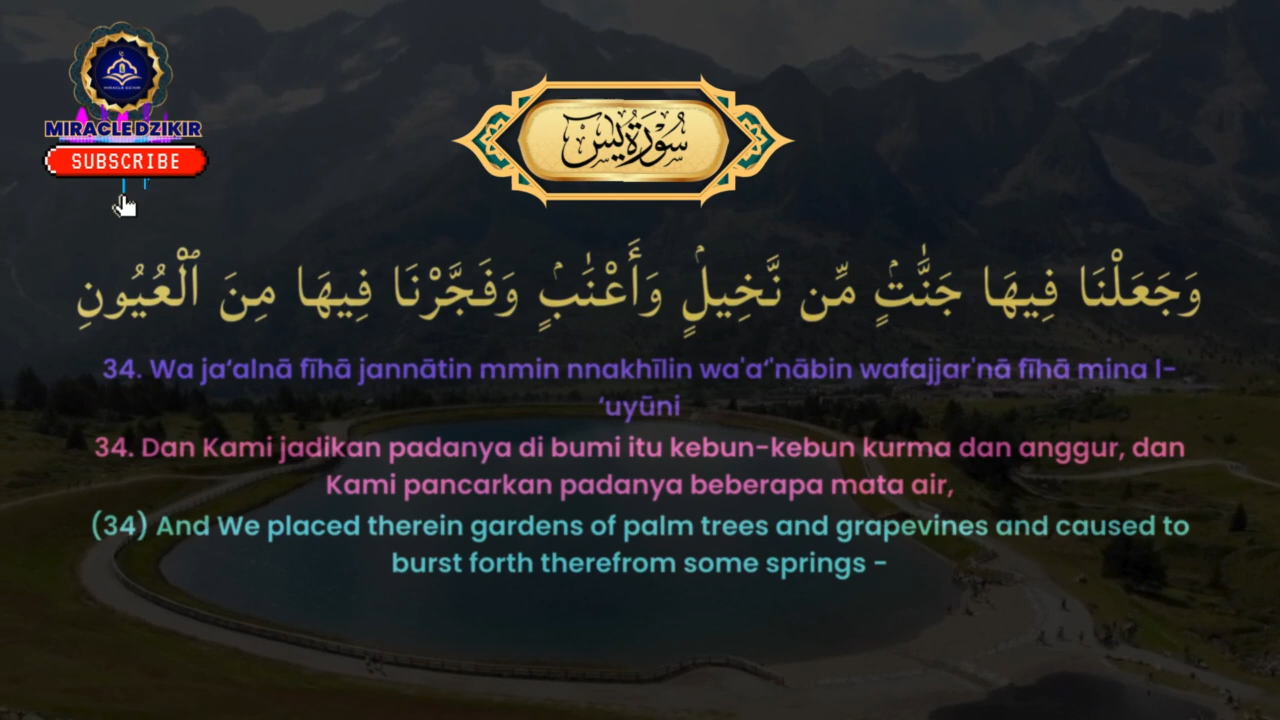 MIRACLE DZIKIR
MIRACLE DZIKIR
SUBSCRIBE
سُورَةُ يس
وَجَعَلْنَا فِيهَا جَنَّٰتٍۢ مِّن نَّخِيلٍۢ وَأَعْنَٰبٍۢ وَفَجَّرْنَا فِيهَا مِنَ ٱلْعُيُونِ
34. Wa ja‘alnā fīhā jannātin mmin nnakhīlin wa'a‘'nābin wafajjar'nā fīhā mina l-
‘uyūni
34. Dan Kami jadikan padanya di bumi itu kebun-kebun kurma dan anggur, dan
Kami pancarkan padanya beberapa mata air,
(34) And We placed therein gardens of palm trees and grapevines and caused to
burst forth therefrom some springs -